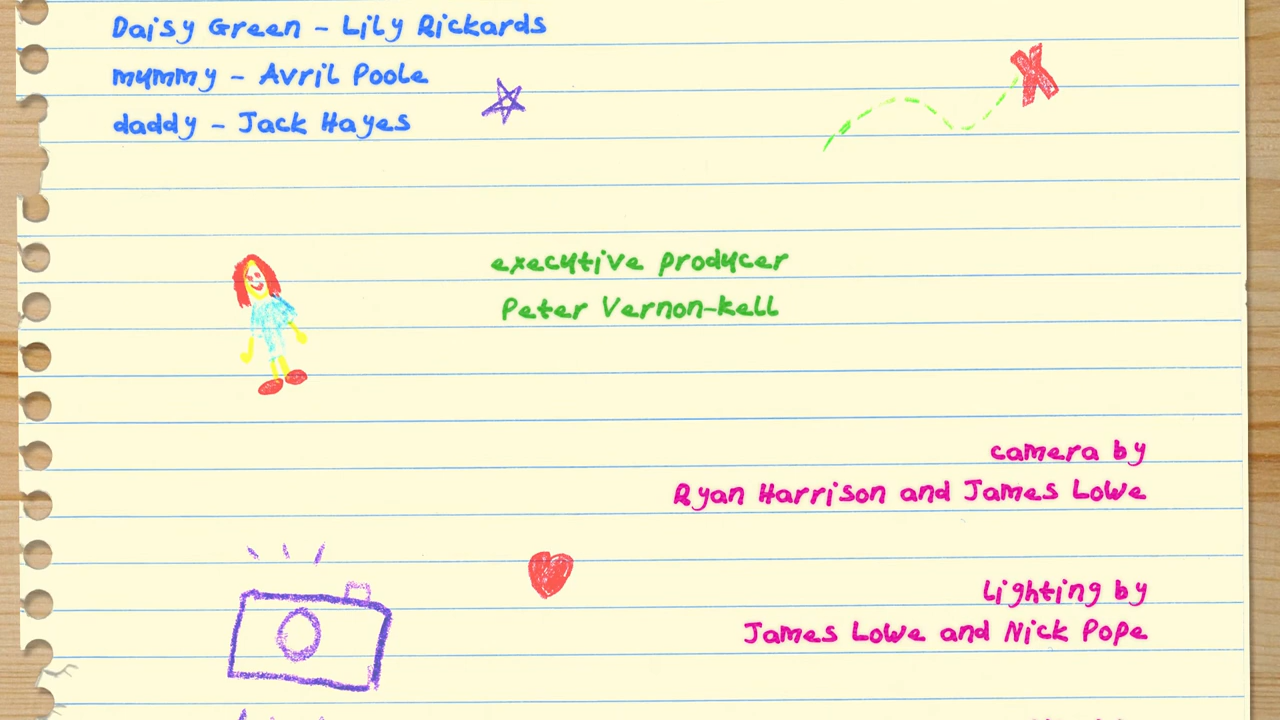 Daisy Green - Lily Rickards
mummy - Avril Poole
daddy - Jack Hayes
executive producer
Peter Vernon-kell
camera by
Ryan Harrison and James Lowe
lighting by
James Lowe and Nick Pope